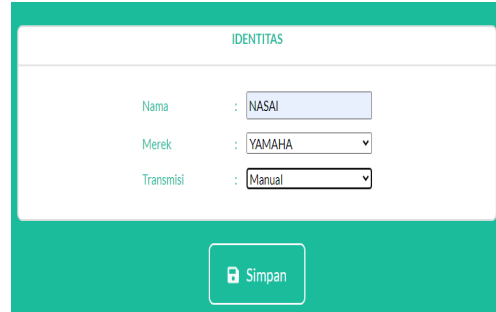 IDENTITAS
Nama : NASAI
Merek : YAMAHA
Transmisi : Manual
Simpan